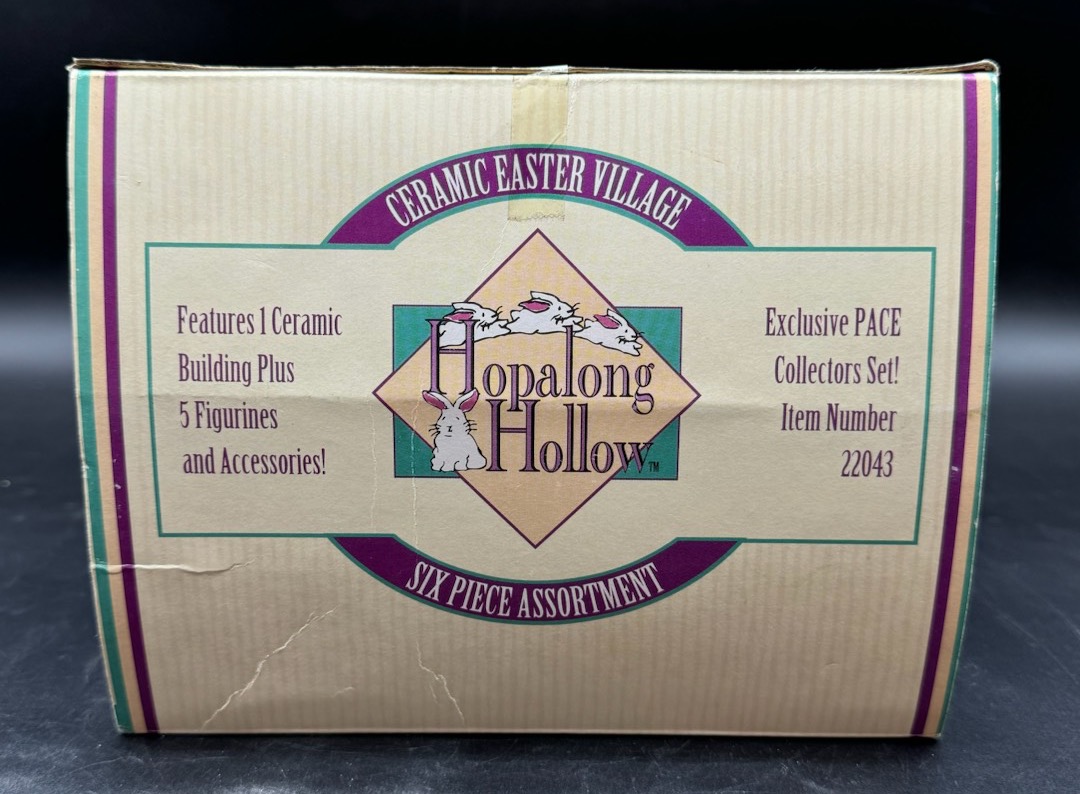 CERAMIC EASTER VILLAGE
Features 1 Ceramic
Building Plus
5 Figurines
and Accessories!
Hopalong
Hollow™
Exclusive PACE
Collectors Set!
Item Number
22043
SIX PIECE ASSORTMENT